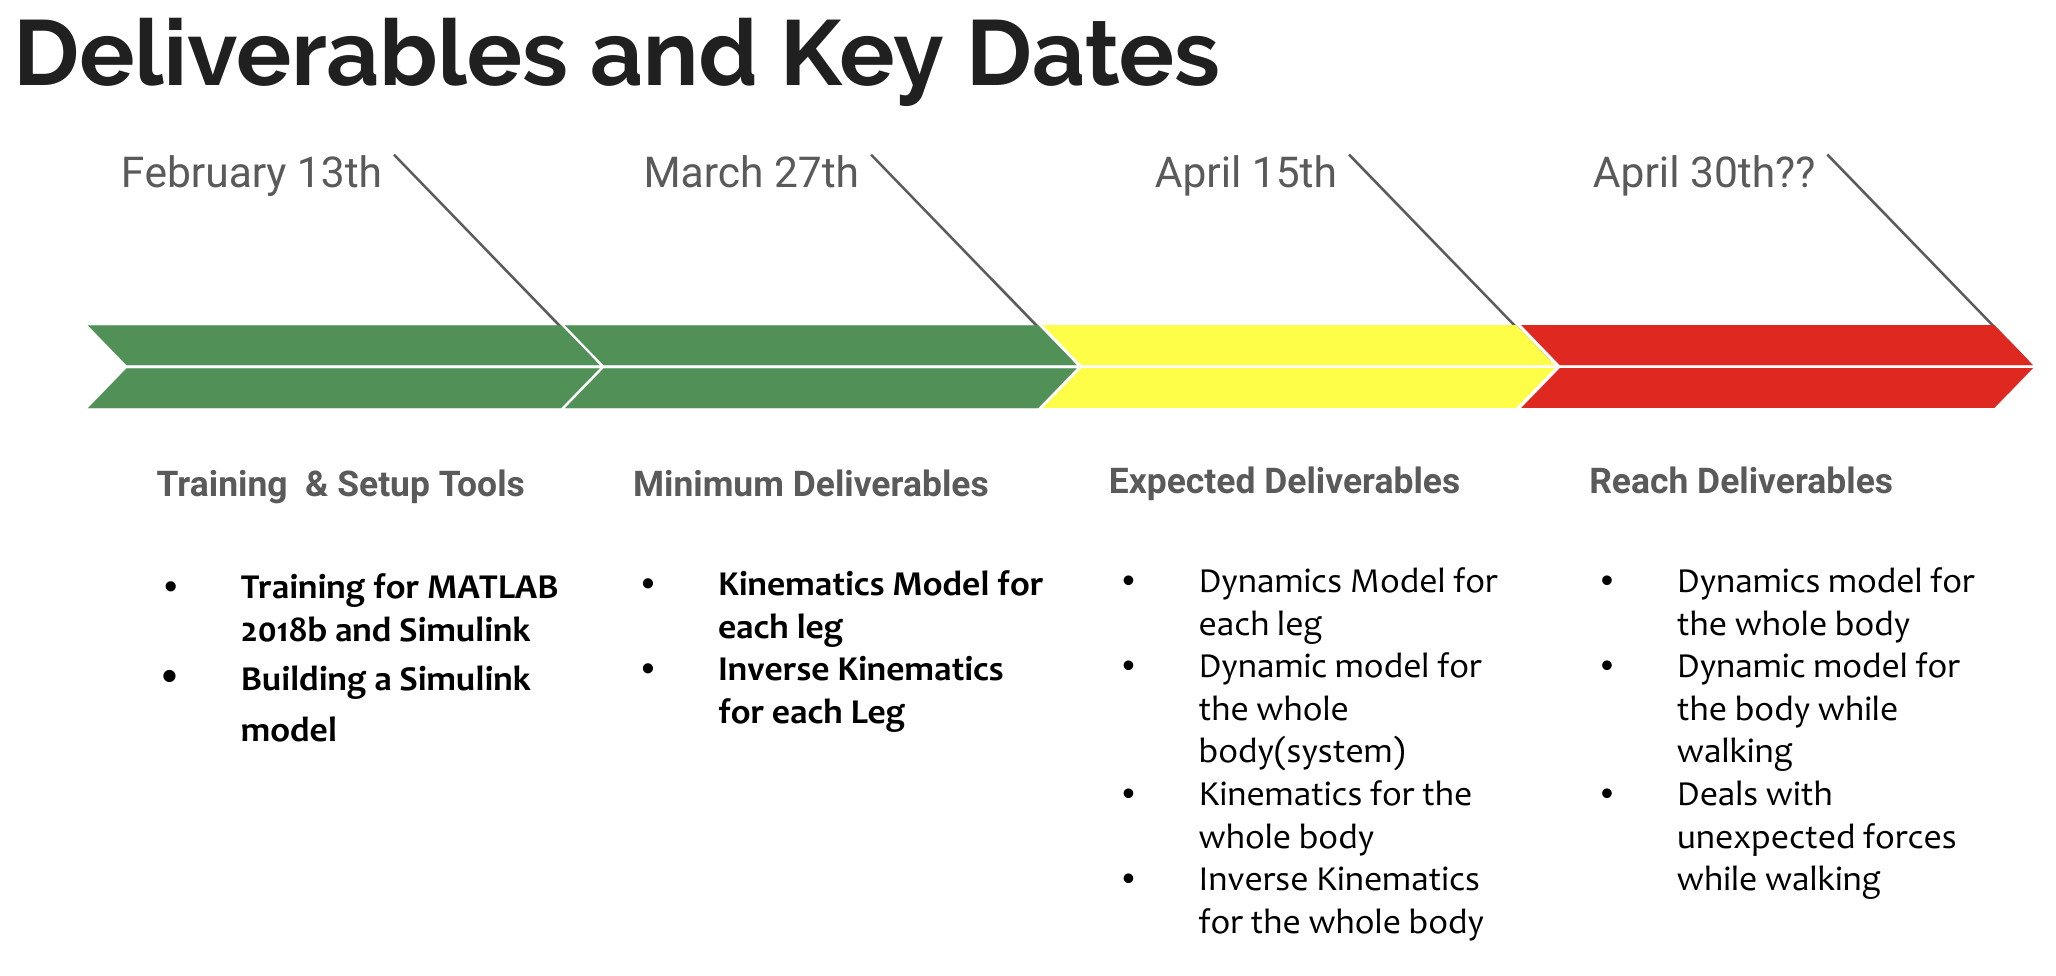 Deliverables and Key Dates
February 13th
March 27th
April 15th
April 30th??
Training & Setup Tools
• Training for MATLAB
2018b and Simulink
• Building a Simulink
model
Minimum Deliverables
• Kinematics Model for
each leg
• Inverse Kinematics
for each Leg
Expected Deliverables
• Dynamics Model for
each leg
• Dynamic model for
the whole
body(system)
• Kinematics for the
whole body
• Inverse Kinematics
for the whole body
Reach Deliverables
• Dynamics model for
the whole body
• Dynamic model for
the body while
walking
• Deals with
unexpected forces
while walking